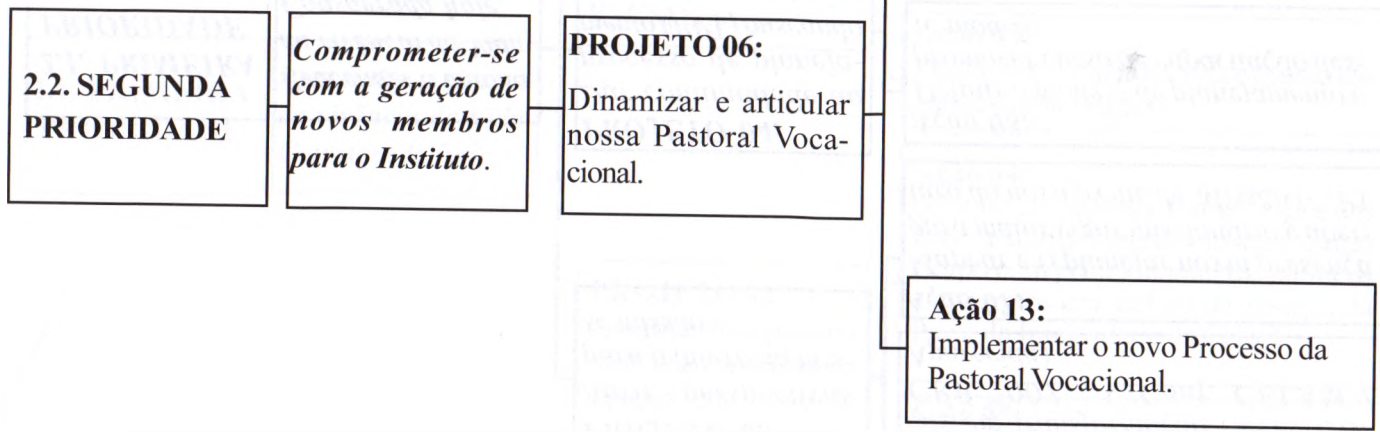 2.2. SEGUNDA
PRIORIDADE
Comprometer-se
com a geração de
novos membros
para o Instituto.
PROJETO 06:
Dinamizar e articular
nossa Pastoral Voca-
cional.
Ação 13:
Implementar o novo Processo da
Pastoral Vocacional.